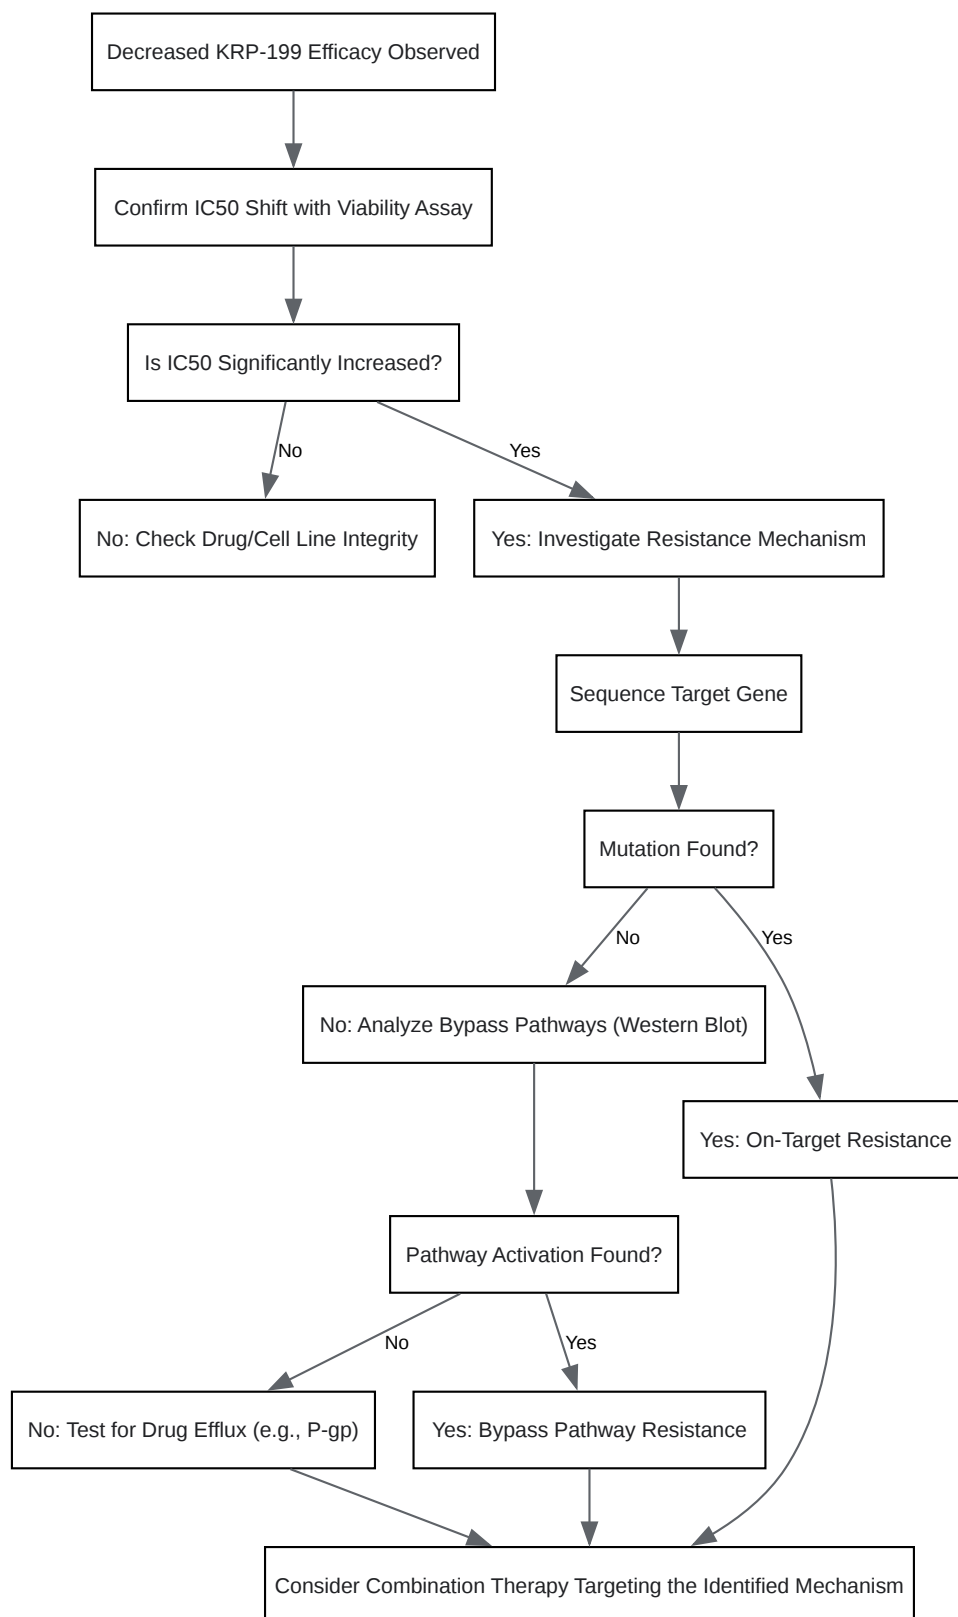 Decreased KRP-199 Efficacy Observed
Confirm IC50 Shift with Viability Assay
Is IC50 Significantly Increased?
No
Yes
No: Check Drug/Cell Line Integrity
Yes: Investigate Resistance Mechanism
Sequence Target Gene
Mutation Found?
No
Yes
No: Analyze Bypass Pathways (Western Blot)
Yes: On-Target Resistance
Pathway Activation Found?
No
Yes
No: Test for Drug Efflux (e.g., P-gp)
Yes: Bypass Pathway Resistance
Consider Combination Therapy Targeting the Identified Mechanism